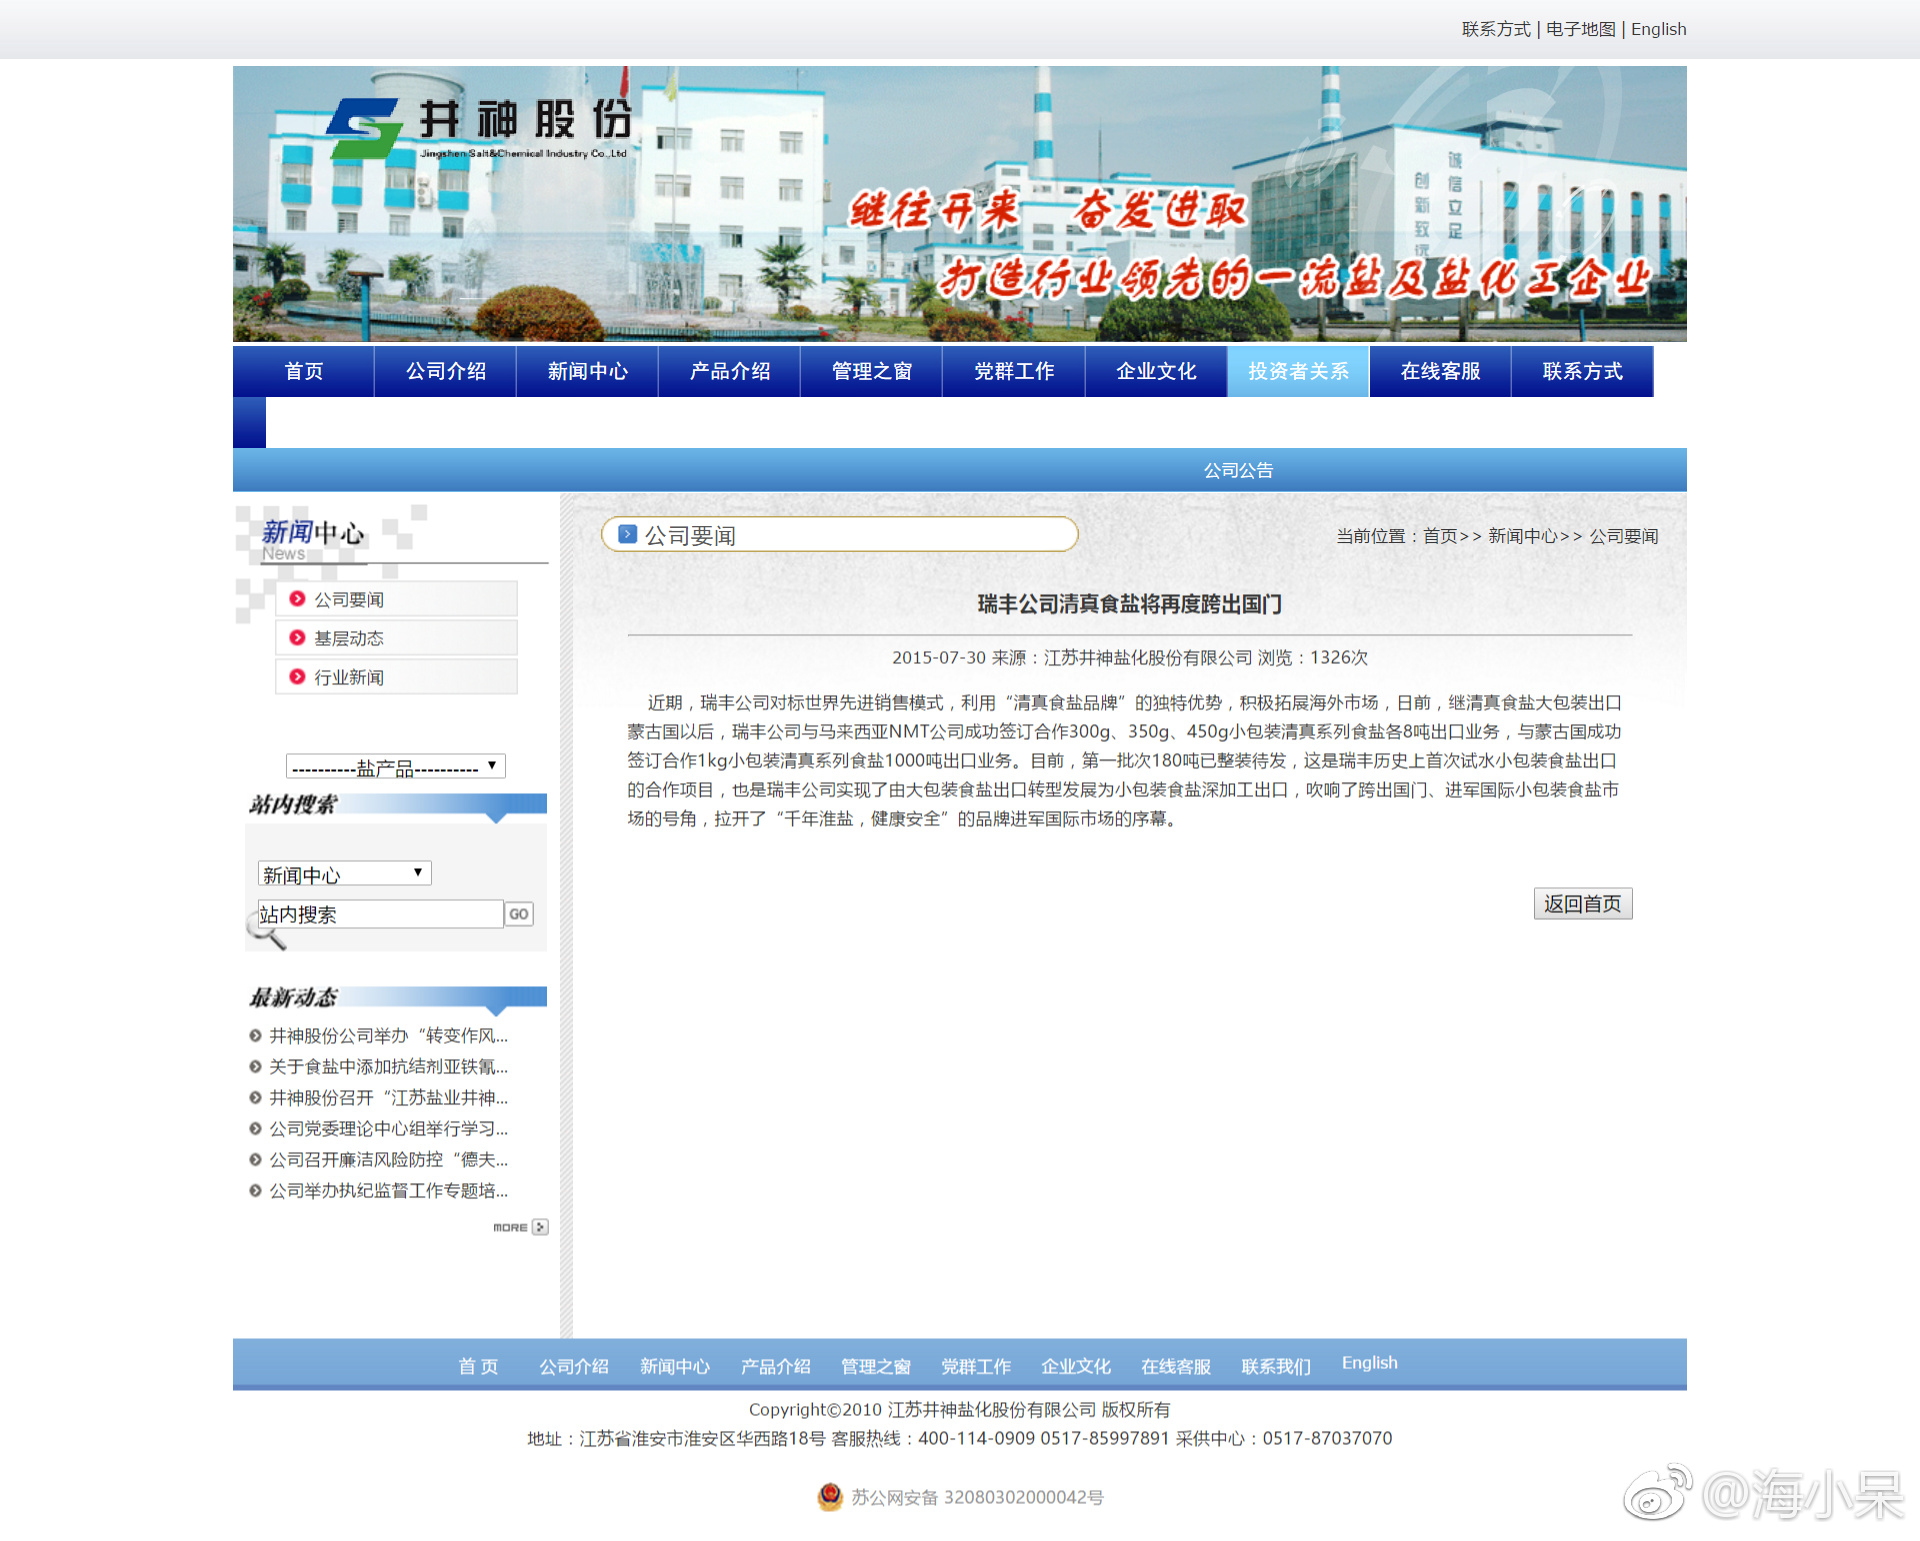 联系方式 | 电子地图 | English
井神股份
Jingshen Salt&Chemical Industry Co.,Ltd
诚信立足
创新致远
继往开来 奋发进取
打造行业领先的一流盐及盐化工企业
首页 公司介绍 新闻中心 产品介绍 管理之窗 党群工作 企业文化 投资者关系 在线客服 联系方式
公司公告
新闻中心
News
公司要闻
基层动态
行业新闻
----------盐产品----------
站内搜索
新闻中心
站内搜索 GO
最新动态
井神股份公司举办“转变作风...
关于食盐中添加抗结剂亚铁氰...
井神股份召开“江苏盐业井神...
公司党委理论中心组举行学习...
公司召开廉洁风险防控“德夫...
公司举办执纪监督工作专题培...
MORE
公司要闻
当前位置：首页>> 新闻中心>> 公司要闻
瑞丰公司清真食盐将再度跨出国门
2015-07-30 来源：江苏井神盐化股份有限公司 浏览：1326次
近期，瑞丰公司对标世界先进销售模式，利用“清真食盐品牌”的独特优势，积极拓展海外市场，日前，继清真食盐大包装出口
蒙古国以后，瑞丰公司与马来西亚NMT公司成功签订合作300g、350g、450g小包装清真系列食盐各8吨出口业务，与蒙古国成功
签订合作1kg小包装清真系列食盐1000吨出口业务。目前，第一批次180吨已整装待发，这是瑞丰历史上首次试水小包装食盐出口
的合作项目，也是瑞丰公司实现了由大包装食盐出口转型发展为小包装食盐深加工出口，吹响了跨出国门、进军国际小包装食盐市
场的号角，拉开了“千年淮盐，健康安全”的品牌进军国际市场的序幕。
返回首页
首 页 公司介绍 新闻中心 产品介绍 管理之窗 党群工作 企业文化 在线客服 联系我们 English
Copyright©2010 江苏井神盐化股份有限公司 版权所有
地址：江苏省淮安市淮安区华西路18号 客服热线：400-114-0909 0517-85997891 采供中心：0517-87037070
苏公网安备 32080302000042号
@海小呆